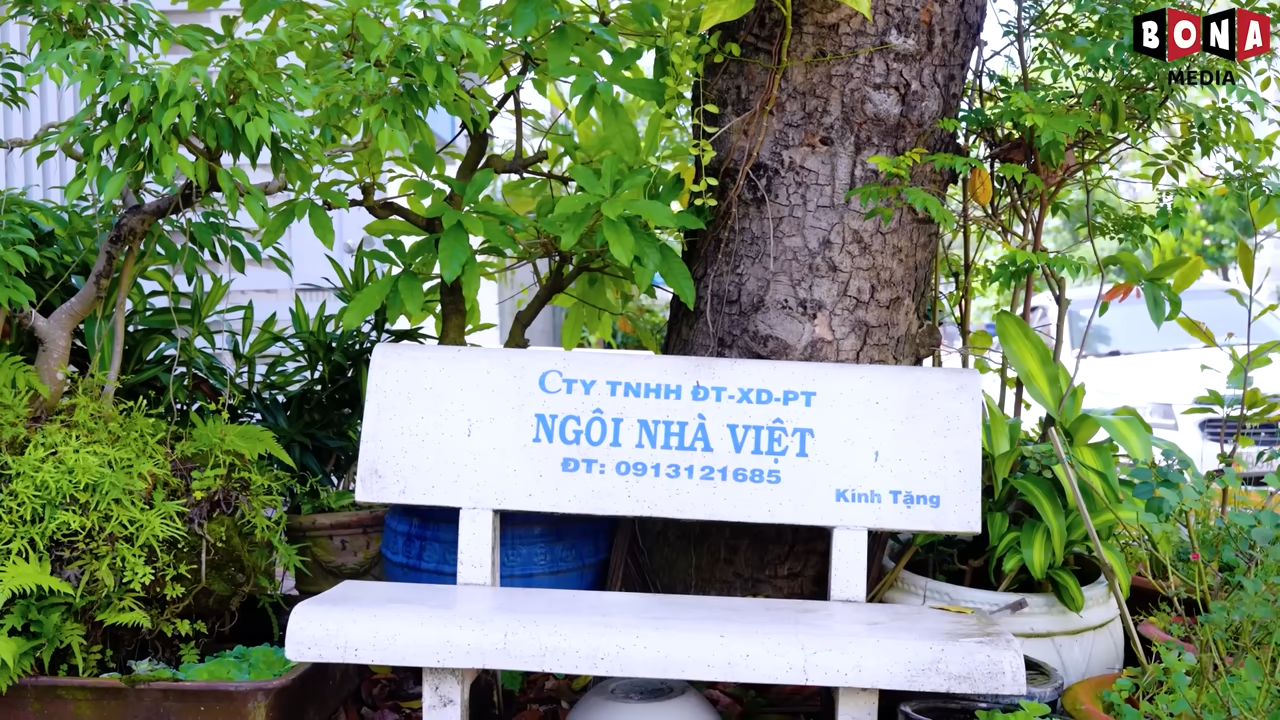 BONA
MEDIA
CTY TNHH ĐT-XD-PT
NGÔI NHÀ VIỆT
ĐT: 0913121685
Kính Tặng